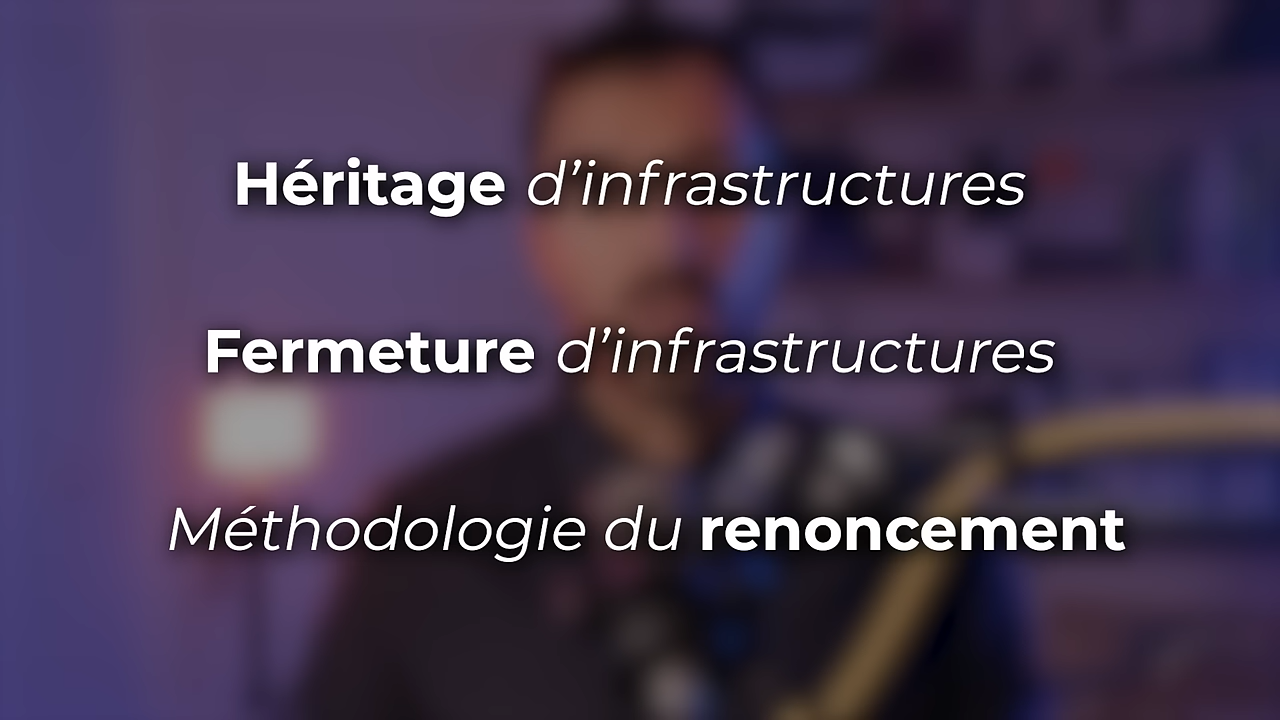 Héritage d’infrastructures
Fermeture d’infrastructures
Méthodologie du renoncement